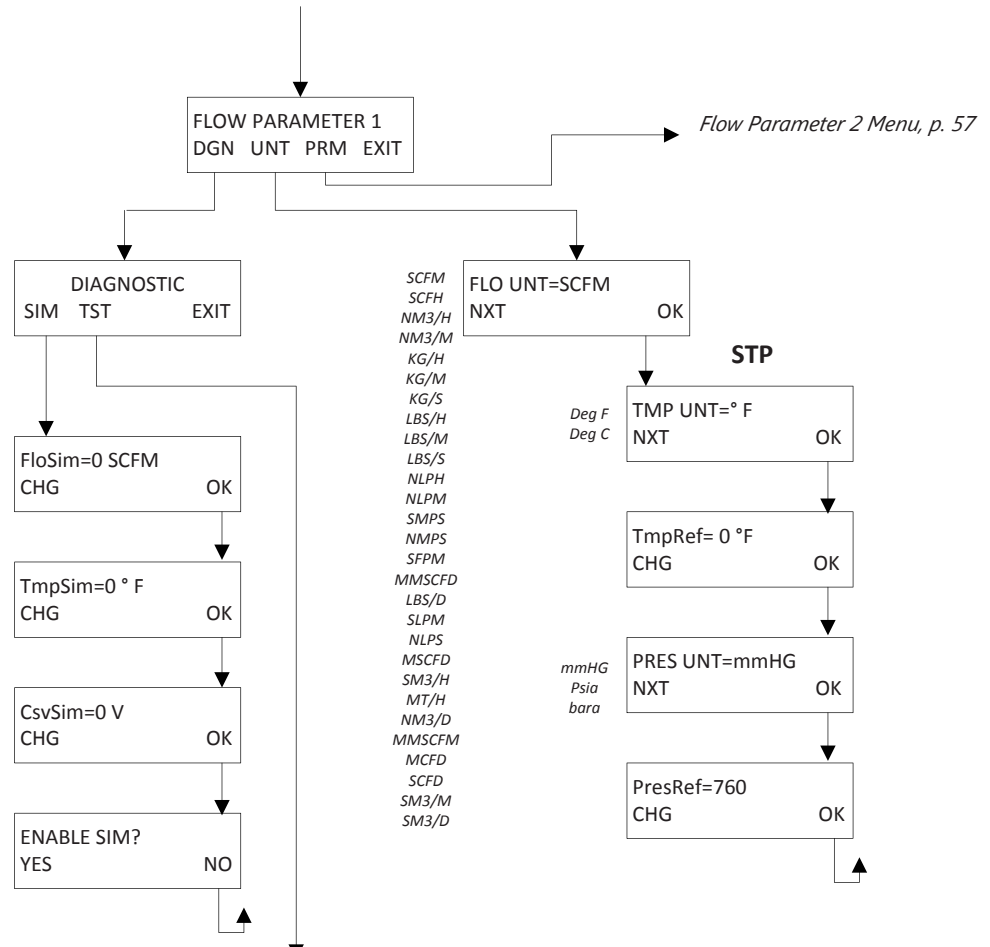 FLOW PARAMETER 1
DGN UNT PRM EXIT
Flow Parameter 2 Menu, p. 57
DIAGNOSTIC
SIM TST EXIT
FloSim=0 SCFM
CHG OK
TmpSim=0 ° F
CHG OK
CsvSim=0 V
CHG OK
ENABLE SIM?
YES NO
SCFM
SCFH
NM3/H
NM3/M
KG/H
KG/M
KG/S
LBS/H
LBS/M
LBS/S
NLPH
NLPM
SMPS
NMPS
SFPM
MMSCFD
LBS/D
SLPM
NLPS
MSCFD
SM3/H
MT/H
NM3/D
MMSCFM
MCFD
SCFD
SM3/M
SM3/D
FLO UNT=SCFM
NXT OK
STP
Deg F
Deg C
TMP UNT=° F
NXT OK
TmpRef= 0 °F
CHG OK
mmHG
Psia
bara
PRES UNT=mmHG
NXT OK
PresRef=760
CHG OK